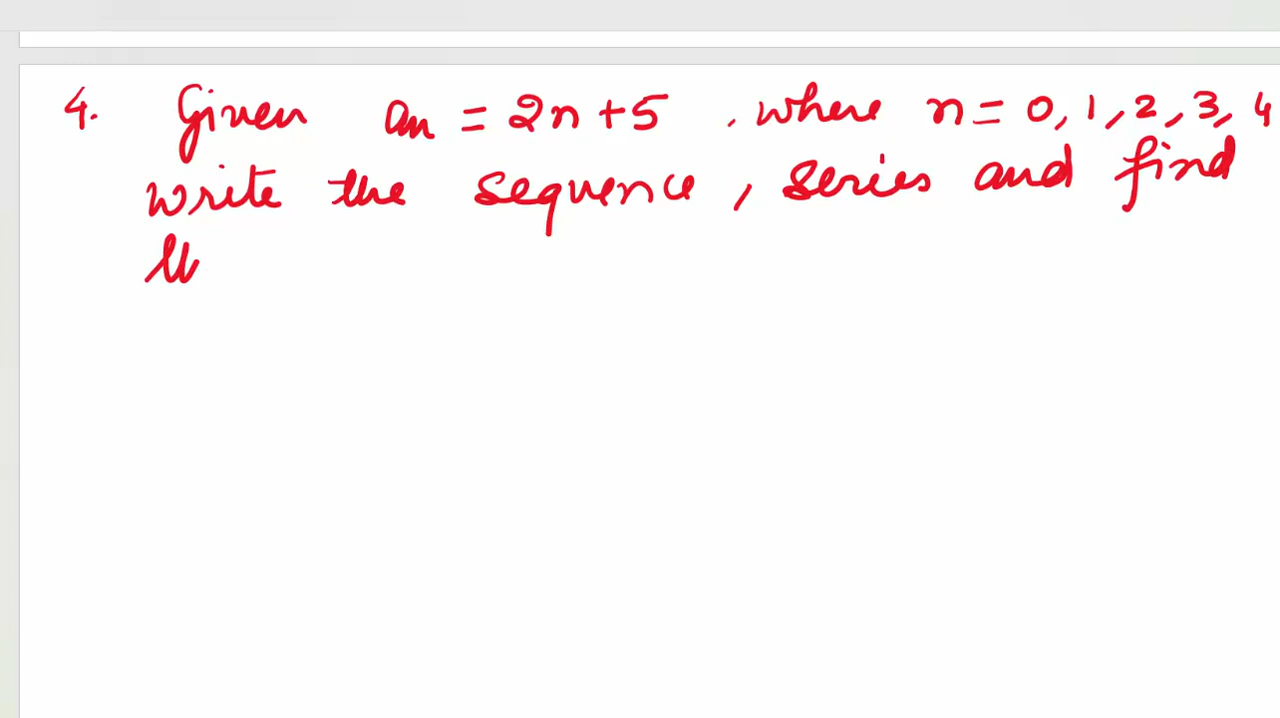 4. Given an = 2n + 5 , where n = 0, 1, 2, 3, 4
write the sequence, series and find